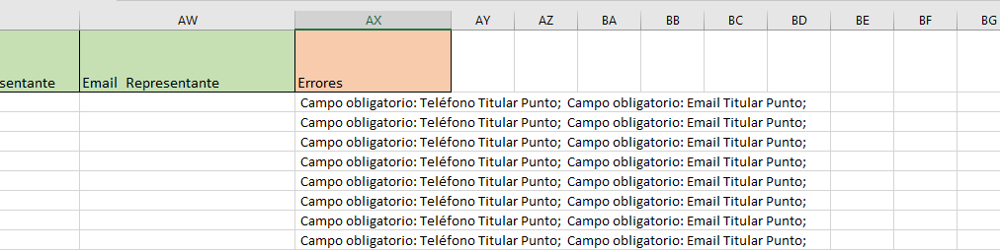 AW AX AY AZ BA BB BC BD BE BF BG
sentante Email Representante Errores
Campo obligatorio: Teléfono Titular Punto; Campo obligatorio: Email Titular Punto;
Campo obligatorio: Teléfono Titular Punto; Campo obligatorio: Email Titular Punto;
Campo obligatorio: Teléfono Titular Punto; Campo obligatorio: Email Titular Punto;
Campo obligatorio: Teléfono Titular Punto; Campo obligatorio: Email Titular Punto;
Campo obligatorio: Teléfono Titular Punto; Campo obligatorio: Email Titular Punto;
Campo obligatorio: Teléfono Titular Punto; Campo obligatorio: Email Titular Punto;
Campo obligatorio: Teléfono Titular Punto; Campo obligatorio: Email Titular Punto;
Campo obligatorio: Teléfono Titular Punto; Campo obligatorio: Email Titular Punto;